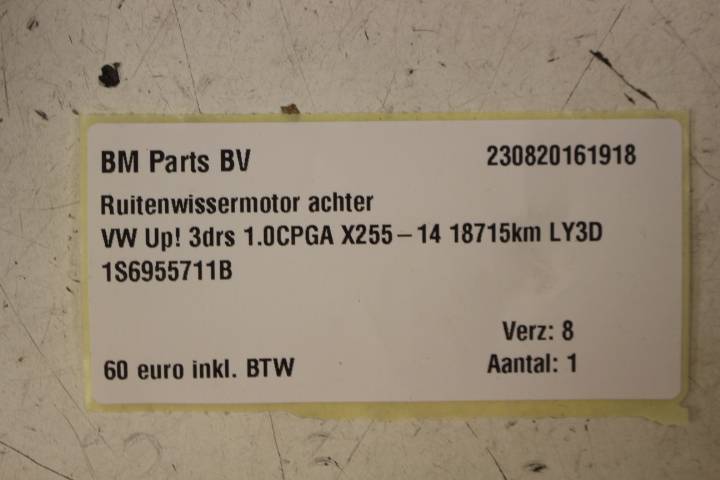 BM Parts BV 230820161918
Ruitenwissermotor achter
VW Up! 3drs 1.0CPGA X255-14 18715km LY3D
1S6955711B
Verz: 8
60 euro inkl. BTW Aantal: 1